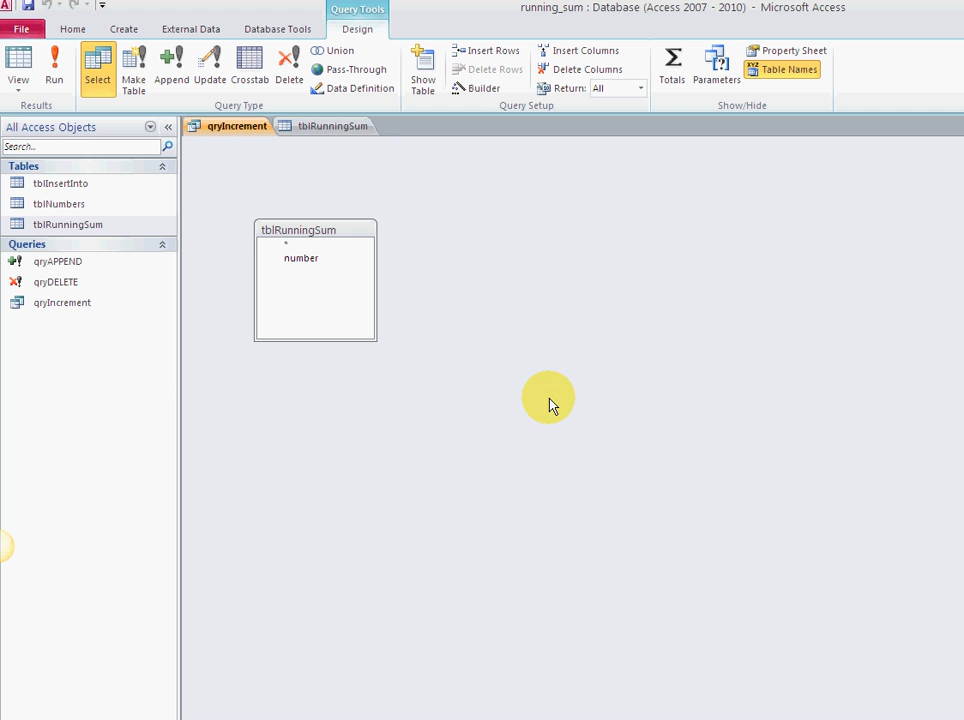 Query Tools
running_sum : Database (Access 2007 - 2010) - Microsoft Access
File Home Create External Data Database Tools Design
View Run Select Make Table Append Update Crosstab Delete
Union
Pass-Through
Data Definition
Show Table
Insert Rows
Delete Rows
Builder
Insert Columns
Delete Columns
Return: All
Totals Parameters
Property Sheet
Table Names
Results Query Type Query Setup Show/Hide
All Access Objects
qryIncrement tblRunningSum
Search..
Tables
tblInsertInto
tblNumbers
tblRunningSum
Queries
qryAPPEND
qryDELETE
qryIncrement
tblRunningSum
*
number